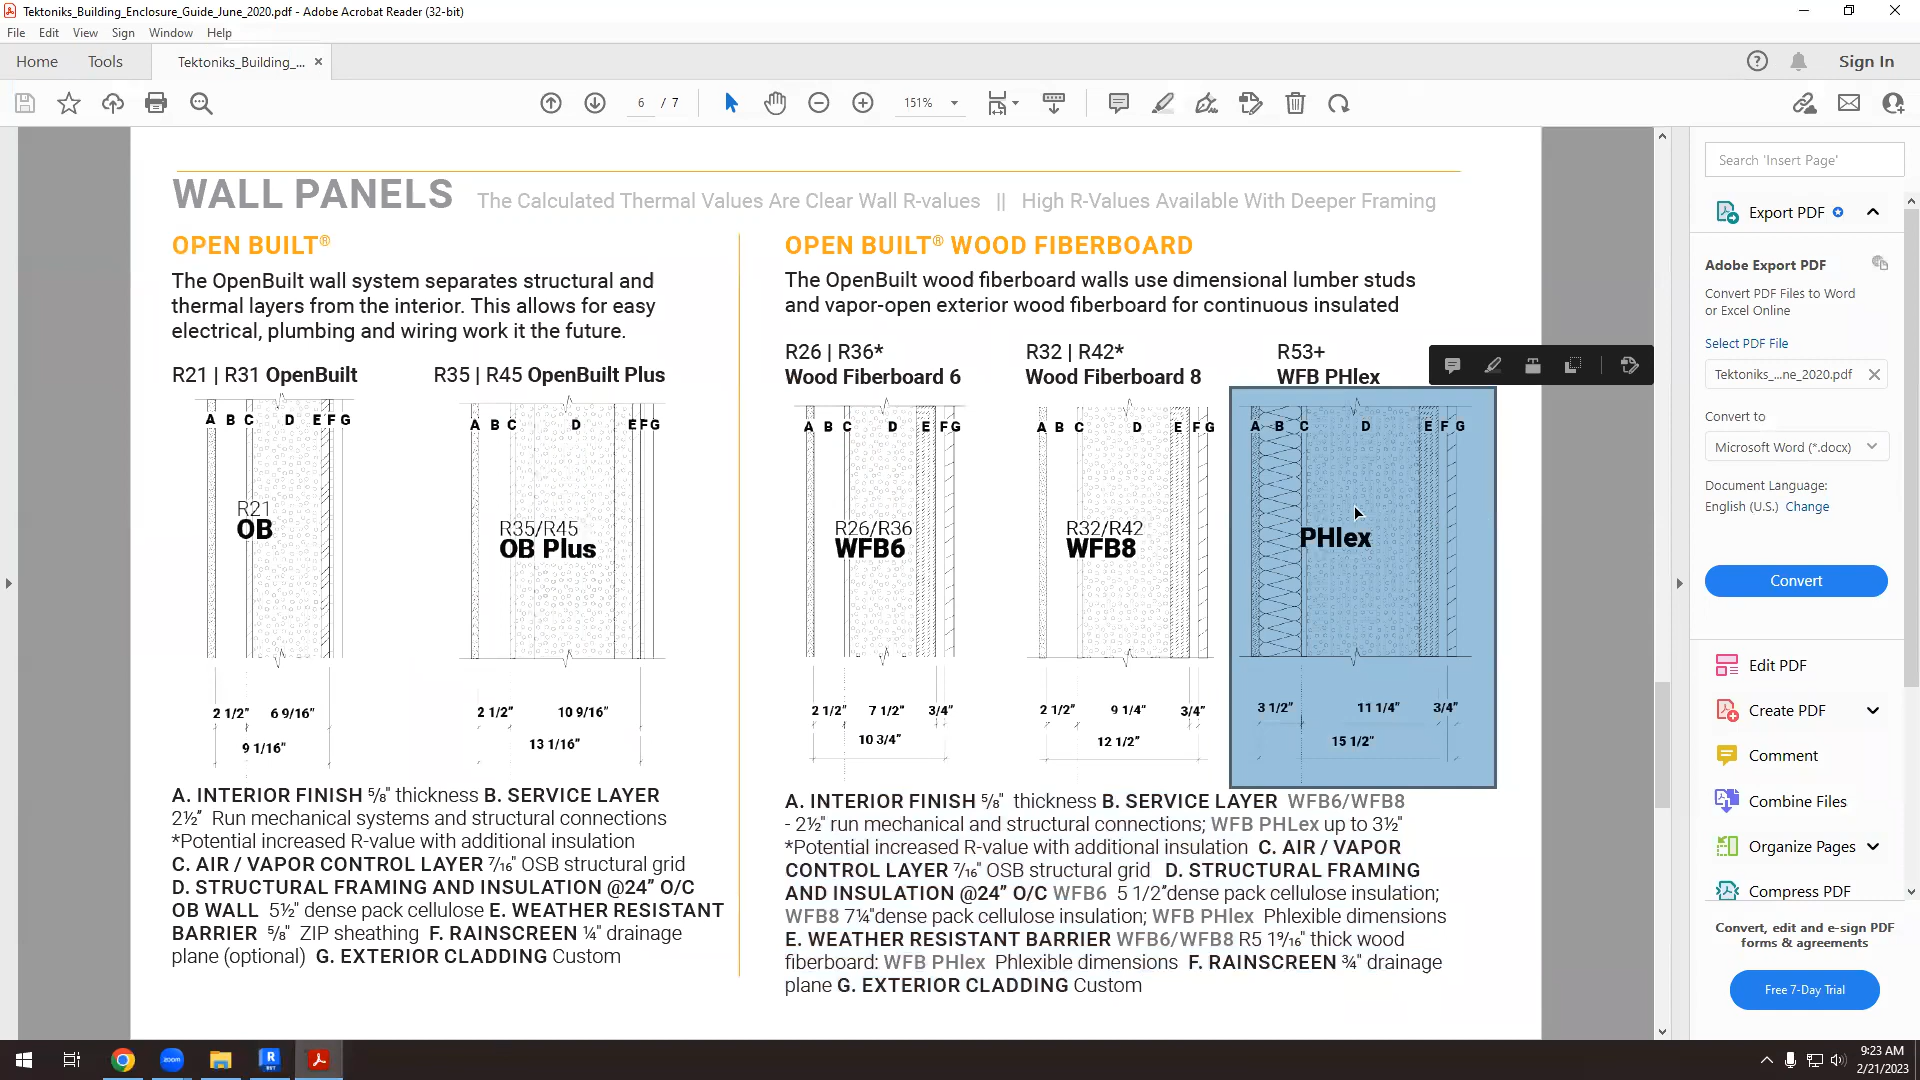 Tektoniks_Building_Enclosure_Guide_June_2020.pdf - Adobe Acrobat Reader (32-bit)
File Edit View Sign Window Help
Home Tools Tektoniks_Building_... × Sign In
6 / 7 151%
WALL PANELS The Calculated Thermal Values Are Clear Wall R-values || High R-Values Available With Deeper Framing
OPEN BUILT®
The OpenBuilt wall system separates structural and
thermal layers from the interior. This allows for easy
electrical, plumbing and wiring work it the future.
R21 | R31 OpenBuilt
A B C D E F G
R21
OB
2 1/2” 6 9/16”
9 1/16”
R35 | R45 OpenBuilt Plus
A B C D E F G
R35/R45
OB Plus
2 1/2” 10 9/16”
13 1/16”
A. INTERIOR FINISH ⅝" thickness B. SERVICE LAYER
2½” Run mechanical systems and structural connections
*Potential increased R-value with additional insulation
C. AIR / VAPOR CONTROL LAYER 7⁄16" OSB structural grid
D. STRUCTURAL FRAMING AND INSULATION @24” O/C
OB WALL 5½" dense pack cellulose E. WEATHER RESISTANT
BARRIER ⅝" ZIP sheathing F. RAINSCREEN ¼" drainage
plane (optional) G. EXTERIOR CLADDING Custom
OPEN BUILT® WOOD FIBERBOARD
The OpenBuilt wood fiberboard walls use dimensional lumber studs
and vapor-open exterior wood fiberboard for continuous insulated
R26 | R36*
Wood Fiberboard 6
A B C D E F G
R26/R36
WFB6
2 1/2” 7 1/2” 3/4”
10 3/4”
R32 | R42*
Wood Fiberboard 8
A B C D E F G
R32/R42
WFB8
2 1/2” 9 1/4” 3/4”
12 1/2”
R53+
WFB PHlex
A B C D E F G
PHlex
3 1/2” 11 1/4” 3/4”
15 1/2”
A. INTERIOR FINISH ⅝" thickness B. SERVICE LAYER WFB6/WFB8
- 2½" run mechanical and structural connections; WFB PHLex up to 3½"
*Potential increased R-value with additional insulation C. AIR / VAPOR
CONTROL LAYER 7⁄16" OSB structural grid D. STRUCTURAL FRAMING
AND INSULATION @24” O/C WFB6 5 1/2”dense pack cellulose insulation;
WFB8 7¼"dense pack cellulose insulation; WFB PHlex Phlexible dimensions
E. WEATHER RESISTANT BARRIER WFB6/WFB8 R5 1 9⁄16" thick wood
fiberboard: WFB PHlex Phlexible dimensions F. RAINSCREEN ¾" drainage
plane G. EXTERIOR CLADDING Custom
Search 'Insert Page'
Export PDF
Adobe Export PDF
Convert PDF Files to Word
or Excel Online
Select PDF File
Tektoniks_...ne_2020.pdf
Convert to
Microsoft Word (*.docx)
Document Language:
English (U.S.) Change
Convert
Edit PDF
Create PDF
Comment
Combine Files
Organize Pages
Compress PDF
Convert, edit and e-sign PDF
forms & agreements
Free 7-Day Trial
zoom
R
9:23 AM
2/21/2023